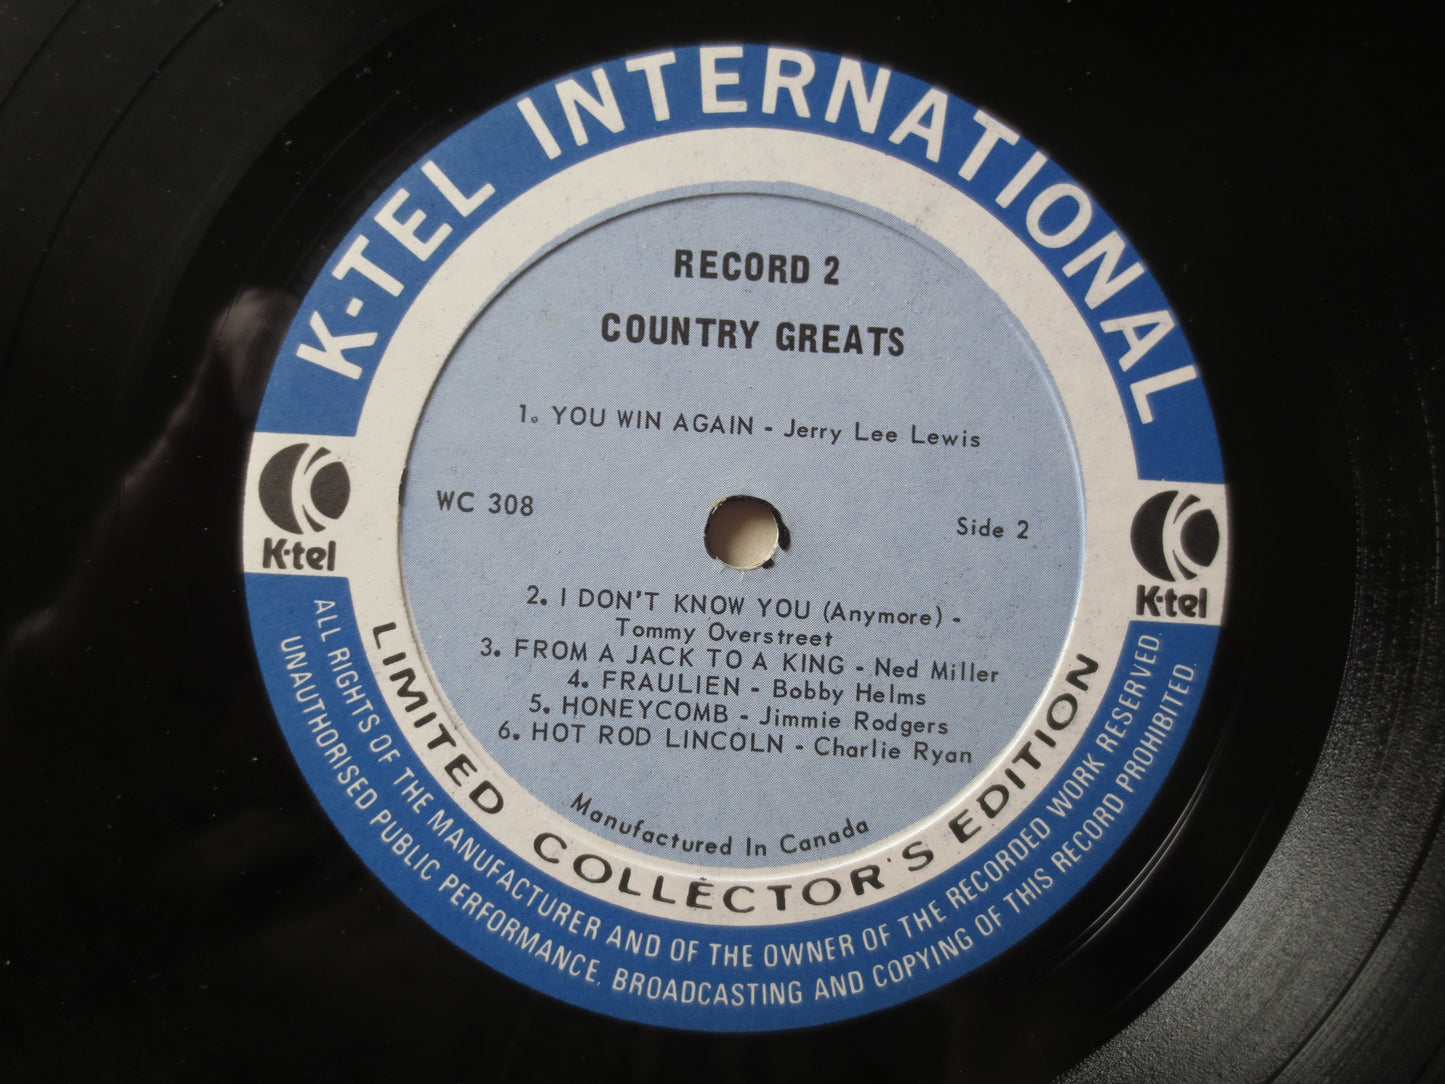 K-TEL INTERNATIONAL
RECORD 2
COUNTRY GREATS
1. YOU WIN AGAIN - Jerry Lee Lewis
WC 308
Side 2
K-tel
K-tel
2. I DON'T KNOW YOU (Anymore) -
Tommy Overstreet
3. FROM A JACK TO A KING - Ned Miller
4. FRAULIEN - Bobby Helms
5. HONEYCOMB - Jimmie Rodgers
6. HOT ROD LINCOLN - Charlie Ryan
Manufactured In Canada
LIMITED COLLECTOR'S EDITION
ALL RIGHTS OF THE MANUFACTURER AND OF THE OWNER OF THE RECORDED WORK RESERVED.
UNAUTHORISED PUBLIC PERFORMANCE, BROADCASTING AND COPYING OF THIS RECORD PROHIBITED.